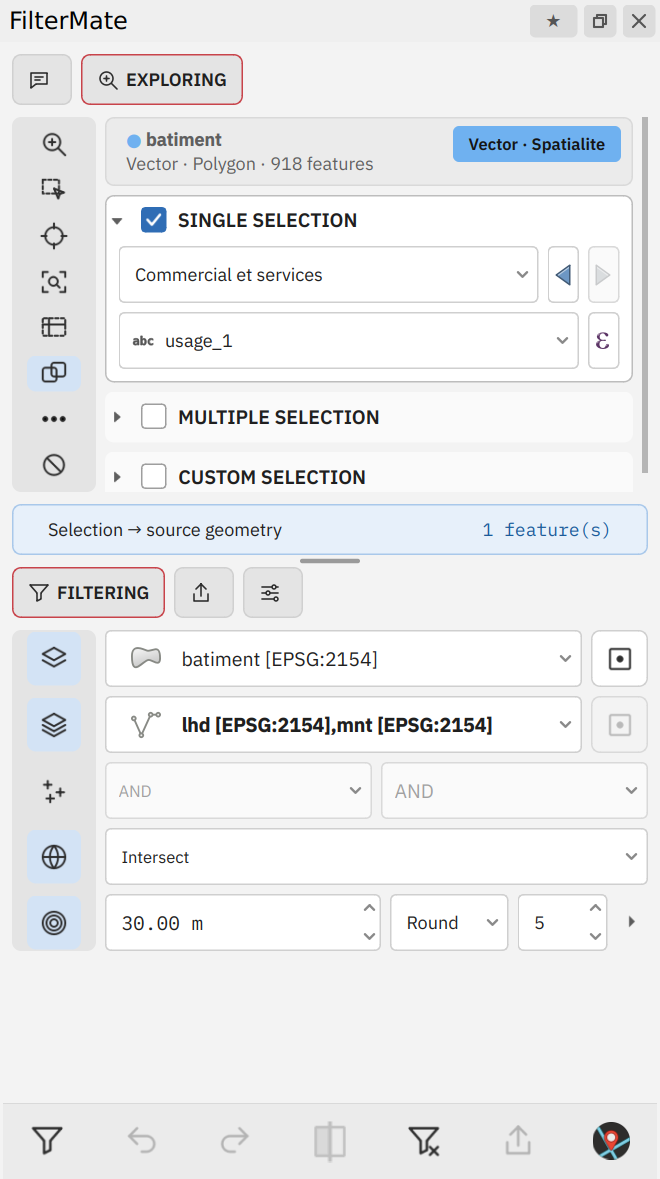 FilterMate
EXPLORING
batiment
Vector · Polygon · 918 features
Vector · Spatialite
SINGLE SELECTION
Commercial et services
abc usage_1
ε
MULTIPLE SELECTION
CUSTOM SELECTION
Selection → source geometry 1 feature(s)
FILTERING
batiment [EPSG:2154]
lhd [EPSG:2154],mnt [EPSG:2154]
AND AND
Intersect
30.00 m Round 5